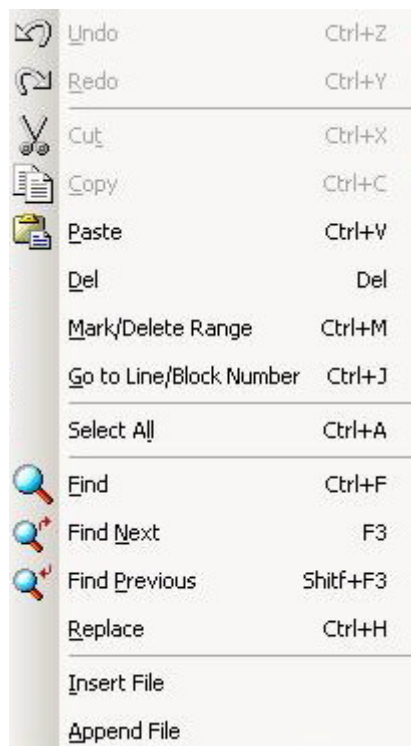 Undo Ctrl+Z
Redo Ctrl+Y
Cut Ctrl+X
Copy Ctrl+C
Paste Ctrl+V
Del Del
Mark/Delete Range Ctrl+M
Go to Line/Block Number Ctrl+J
Select All Ctrl+A
Find Ctrl+F
Find Next F3
Find Previous Shitf+F3
Replace Ctrl+H
Insert File
Append File